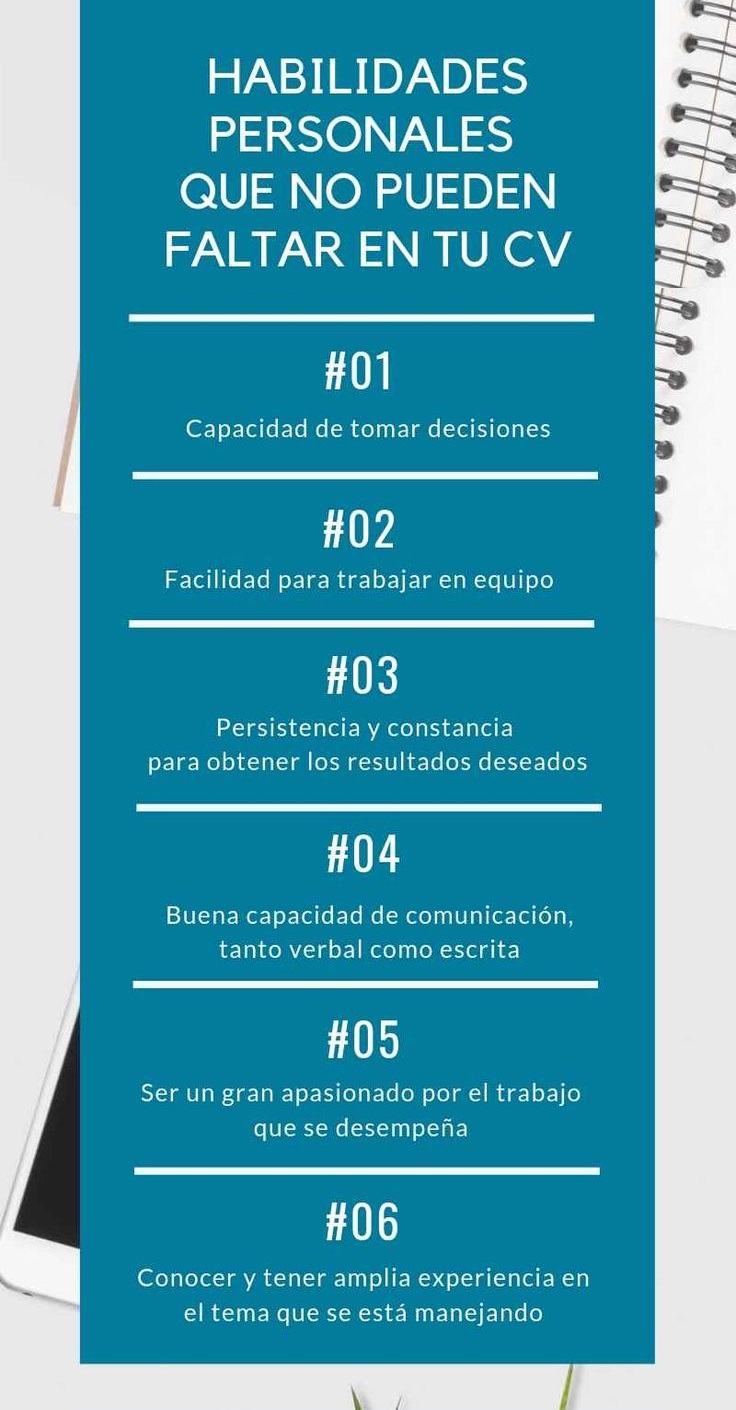 HABILIDADES
PERSONALES
QUE NO PUEDEN
FALTAR EN TU CV
#01
Capacidad de tomar decisiones
#02
Facilidad para trabajar en equipo
#03
Persistencia y constancia
para obtener los resultados deseados
#04
Buena capacidad de comunicación,
tanto verbal como escrita
#05
Ser un gran apasionado por el trabajo
que se desempeña
#06
Conocer y tener amplia experiencia en
el tema que se está manejando